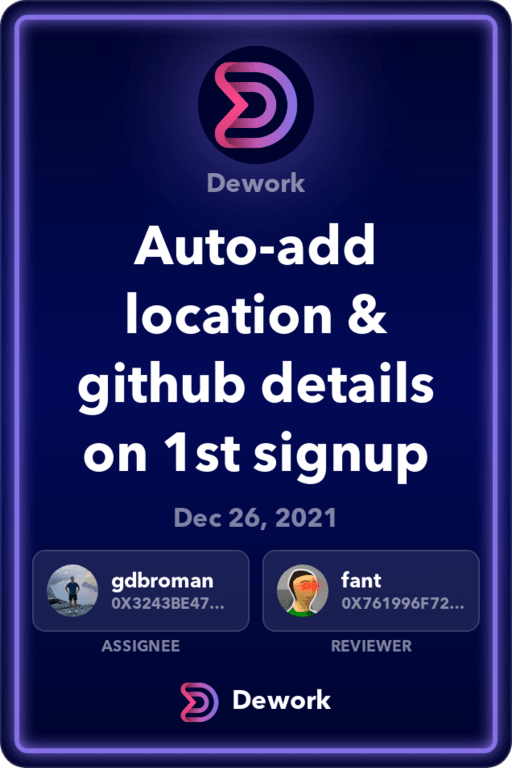 Dework
Auto-add
location &
github details
on 1st signup
Dec 26, 2021
gdbroman
0X3243BE47...
fant
0X761996F72...
ASSIGNEE
REVIEWER
Dework